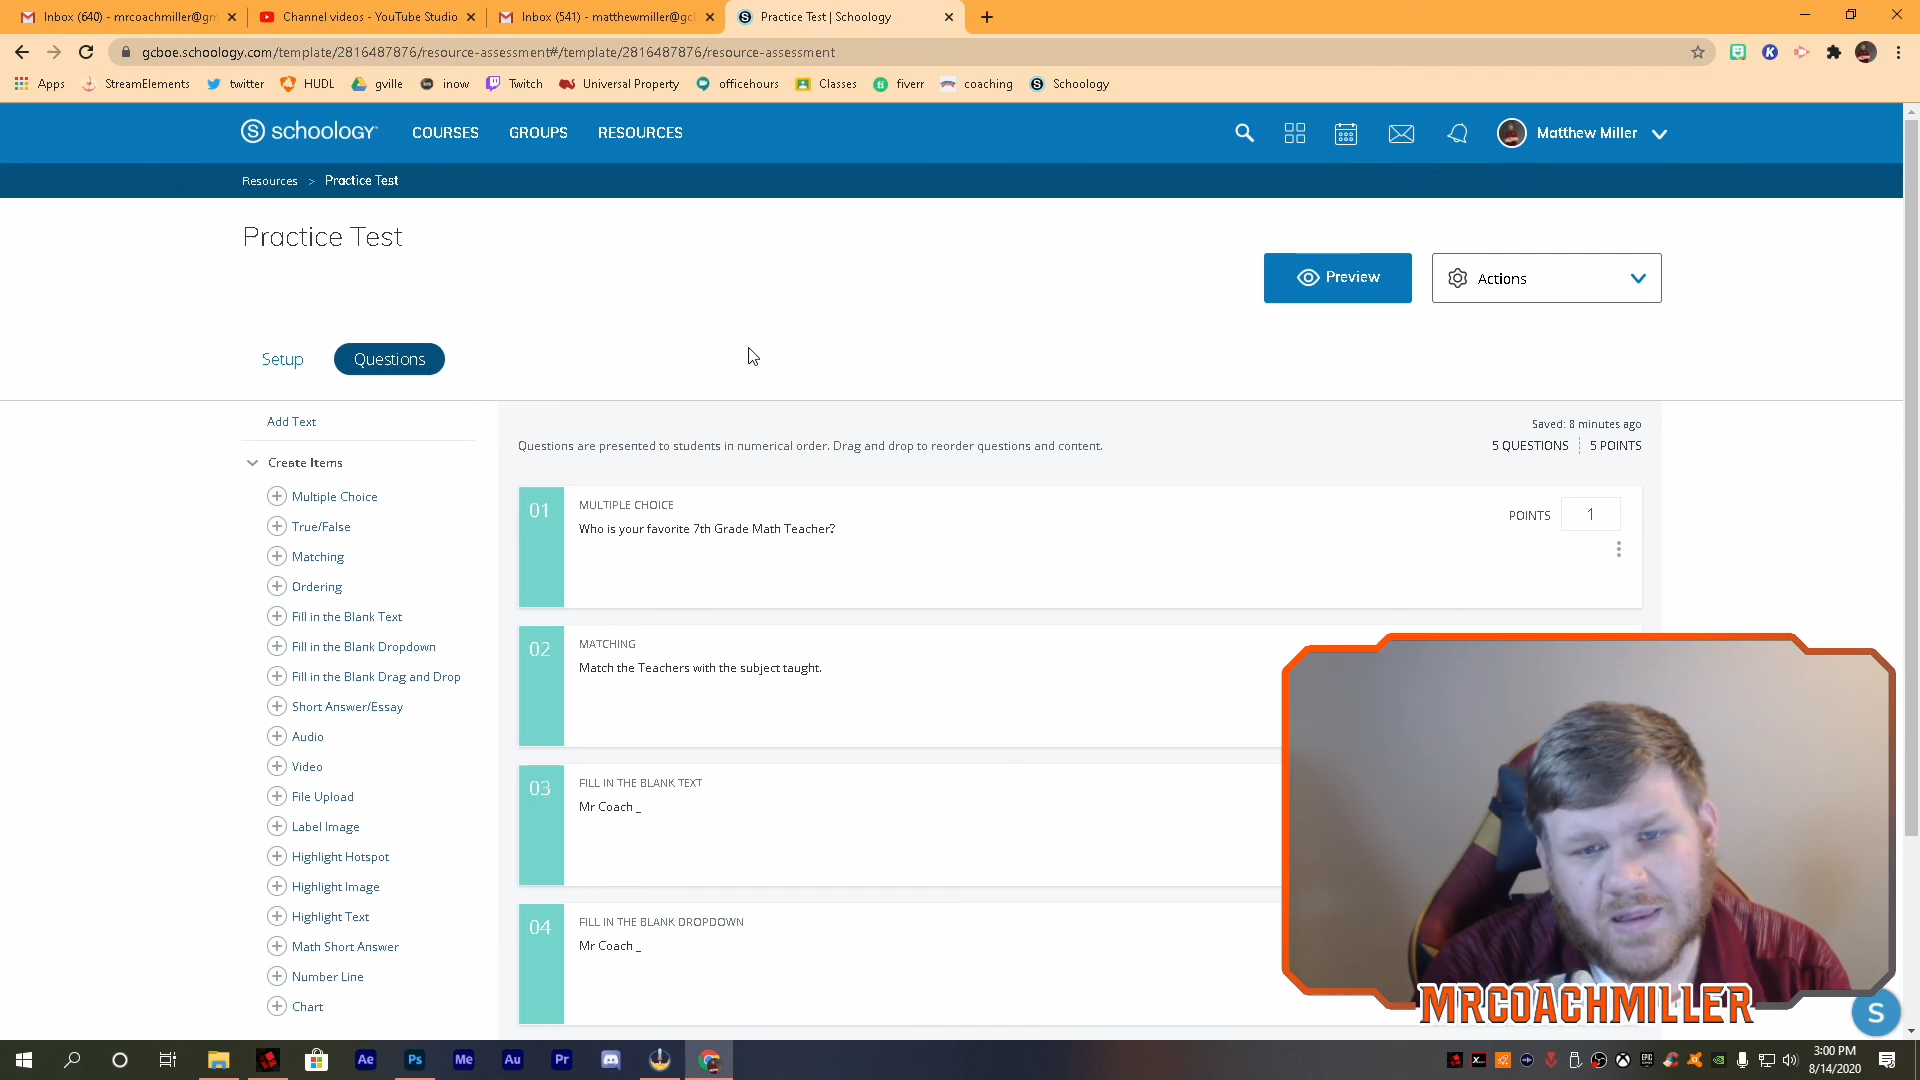 Inbox (640) - mrcoachmiller@gm
Channel videos - YouTube Studio
Inbox (541) - matthewmiller@gcl
Practice Test | Schoology
gcboe.schoology.com/template/2816487876/resource-assessment#/template/2816487876/resource-assessment
Apps
StreamElements
twitter
HUDL
gville
inow
Twitch
Universal Property
officehours
Classes
fiverr
coaching
Schoology
schoology
COURSES
GROUPS
RESOURCES
Matthew Miller
Resources > Practice Test
Practice Test
Preview
Actions
Setup
Questions
Add Text
Saved: 8 minutes ago
Questions are presented to students in numerical order. Drag and drop to reorder questions and content.
5 QUESTIONS
5 POINTS
Create Items
Multiple Choice
True/False
Matching
Ordering
Fill in the Blank Text
Fill in the Blank Dropdown
Fill in the Blank Drag and Drop
Short Answer/Essay
Audio
Video
File Upload
Label Image
Highlight Hotspot
Highlight Image
Highlight Text
Math Short Answer
Number Line
Chart
01
MULTIPLE CHOICE
Who is your favorite 7th Grade Math Teacher?
POINTS
1
02
MATCHING
Match the Teachers with the subject taught.
03
FILL IN THE BLANK TEXT
Mr Coach _
04
FILL IN THE BLANK DROPDOWN
Mr Coach _
MRCOACHMILLER
S
Ae
Ps
Me
Au
Pr
3:00 PM
8/14/2020